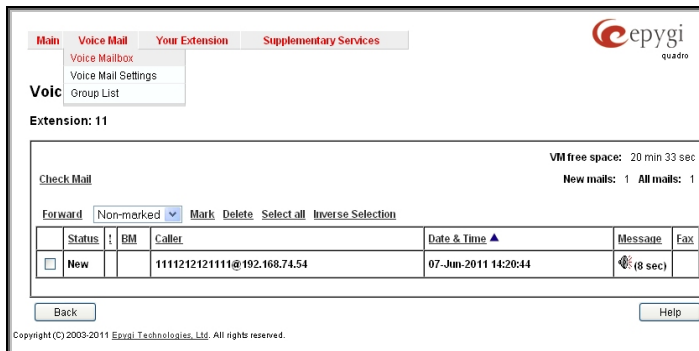 Main Voice Mail Your Extension Supplementary Services
epygi
quadro
Voice Mailbox
Voice Mail Settings
Group List
Voic
Extension: 11
VM free space: 20 min 33 sec
Check Mail
New mails: 1 All mails: 1
Forward Non-marked Mark Delete Select all Inverse Selection
Status ! BM Caller Date & Time Message Fax
New 1111212121111@192.168.74.54 07-Jun-2011 14:20:44 (8 sec)
Back Help
Copyright (C) 2003-2011 Epygi Technologies, Ltd. All rights reserved.